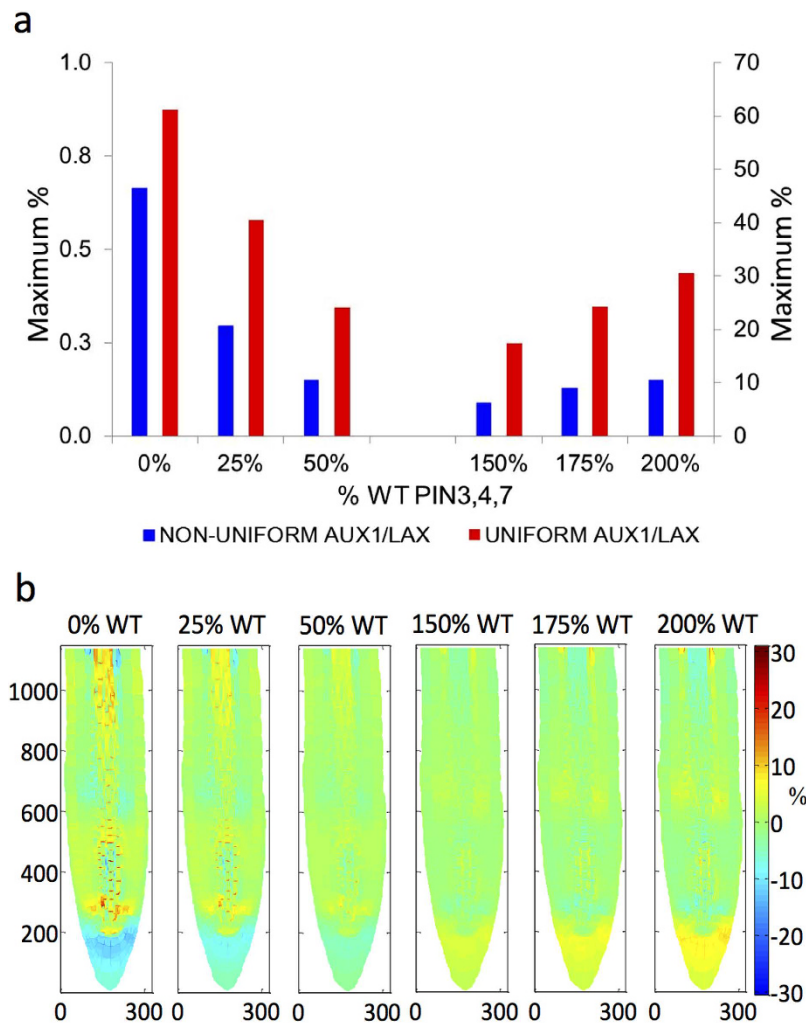 a
1.0 70
60
0.8
50
0.5 40
30
0.3 20
10
0.0 0
Maximum %
Maximum %
0% 25% 50% 150% 175% 200%
% WT PIN3,4,7
NON-UNIFORM AUX1/LAX UNIFORM AUX1/LAX
b
0% WT 25% WT 50% WT 150% WT 175% WT 200% WT
1000
800
600
400
200
30
20
10
0
-10
-20
-30
%
0 300 0 300 0 300 0 300 0 300 0 300